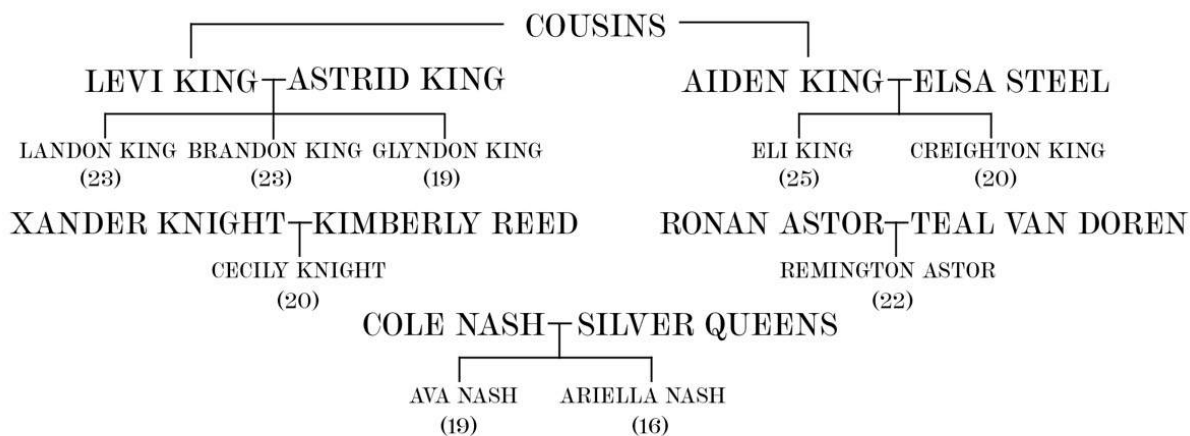 COUSINS
LEVI KING ASTRID KING AIDEN KING ELSA STEEL
LANDON KING BRANDON KING GLYNDON KING ELI KING CREIGHTON KING
(23) (23) (19) (25) (20)
XANDER KNIGHT KIMBERLY REED RONAN ASTOR TEAL VAN DOREN
CECILY KNIGHT REMINGTON ASTOR
(20) (22)
COLE NASH SILVER QUEENS
AVA NASH ARIELLA NASH
(19) (16)